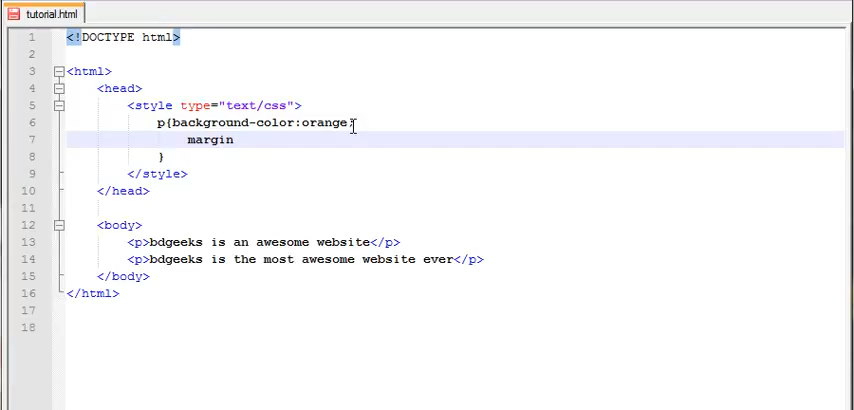 tutorial.html
1 <!DOCTYPE html>
2
3 <html>
4 <head>
5 <style type="text/css">
6 p{background-color:orange;
7 margin
8 }
9 </style>
10 </head>
11
12 <body>
13 <p>bdgeeks is an awesome website</p>
14 <p>bdgeeks is the most awesome website ever</p>
15 </body>
16 </html>
17
18